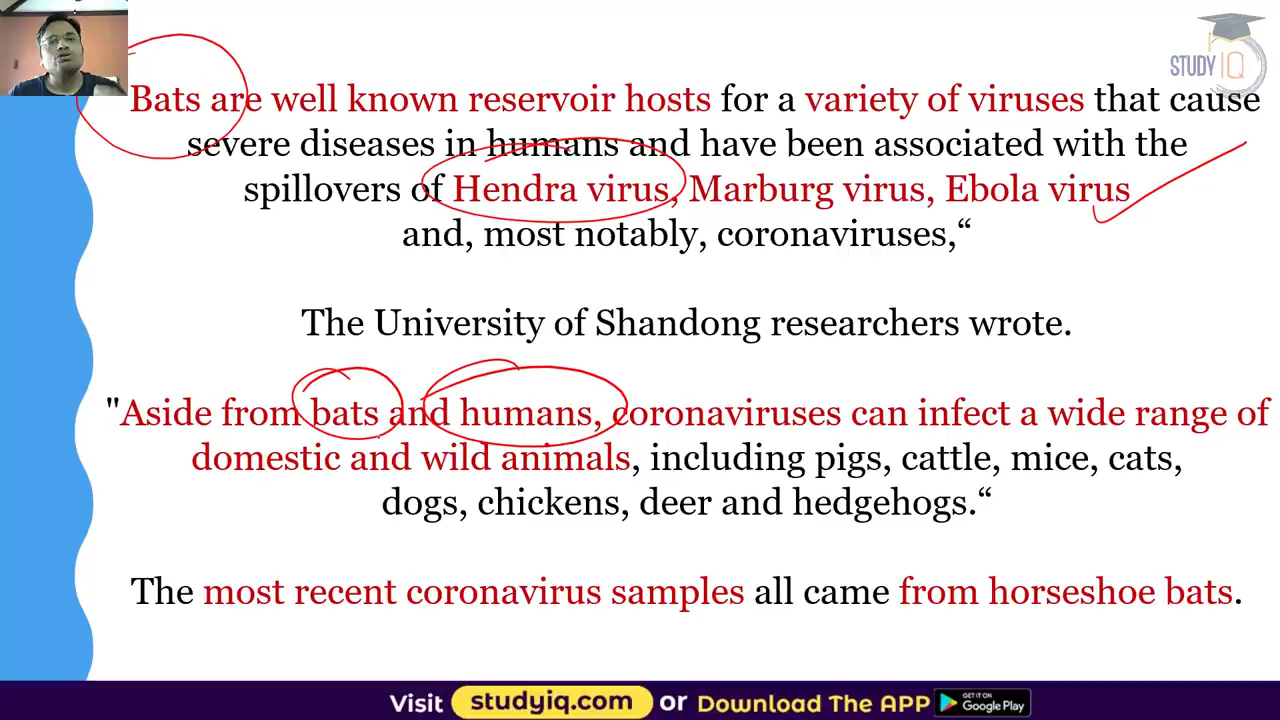 STUDY IQ
Bats are well known reservoir hosts for a variety of viruses that cause
severe diseases in humans and have been associated with the
spillovers of Hendra virus, Marburg virus, Ebola virus
and, most notably, coronaviruses,“
The University of Shandong researchers wrote.
"Aside from bats and humans, coronaviruses can infect a wide range of
domestic and wild animals, including pigs, cattle, mice, cats,
dogs, chickens, deer and hedgehogs.“
The most recent coronavirus samples all came from horseshoe bats.
Visit studyiq.com or Download The APP GET IT ON Google Play